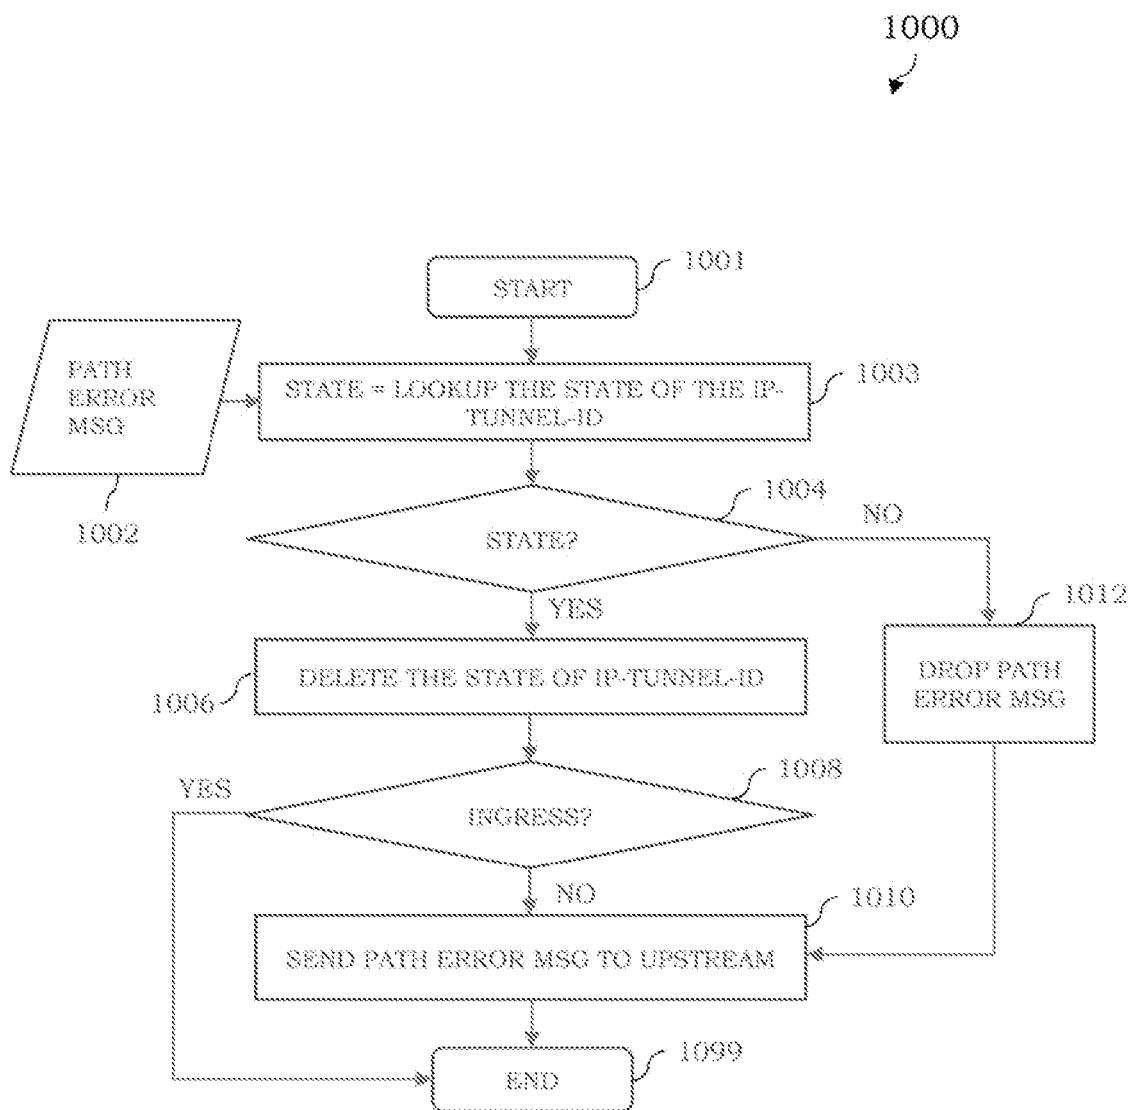 1000
START
1001
PATH
ERROR
MSG
1002
STATE = LOOKUP THE STATE OF THE IP-
TUNNEL-ID
1003
STATE?
1004
NO
YES
DROP PATH
ERROR MSG
1012
DELETE THE STATE OF IP-TUNNEL-ID
1006
INGRESS?
1008
YES
NO
SEND PATH ERROR MSG TO UPSTREAM
1010
END
1099